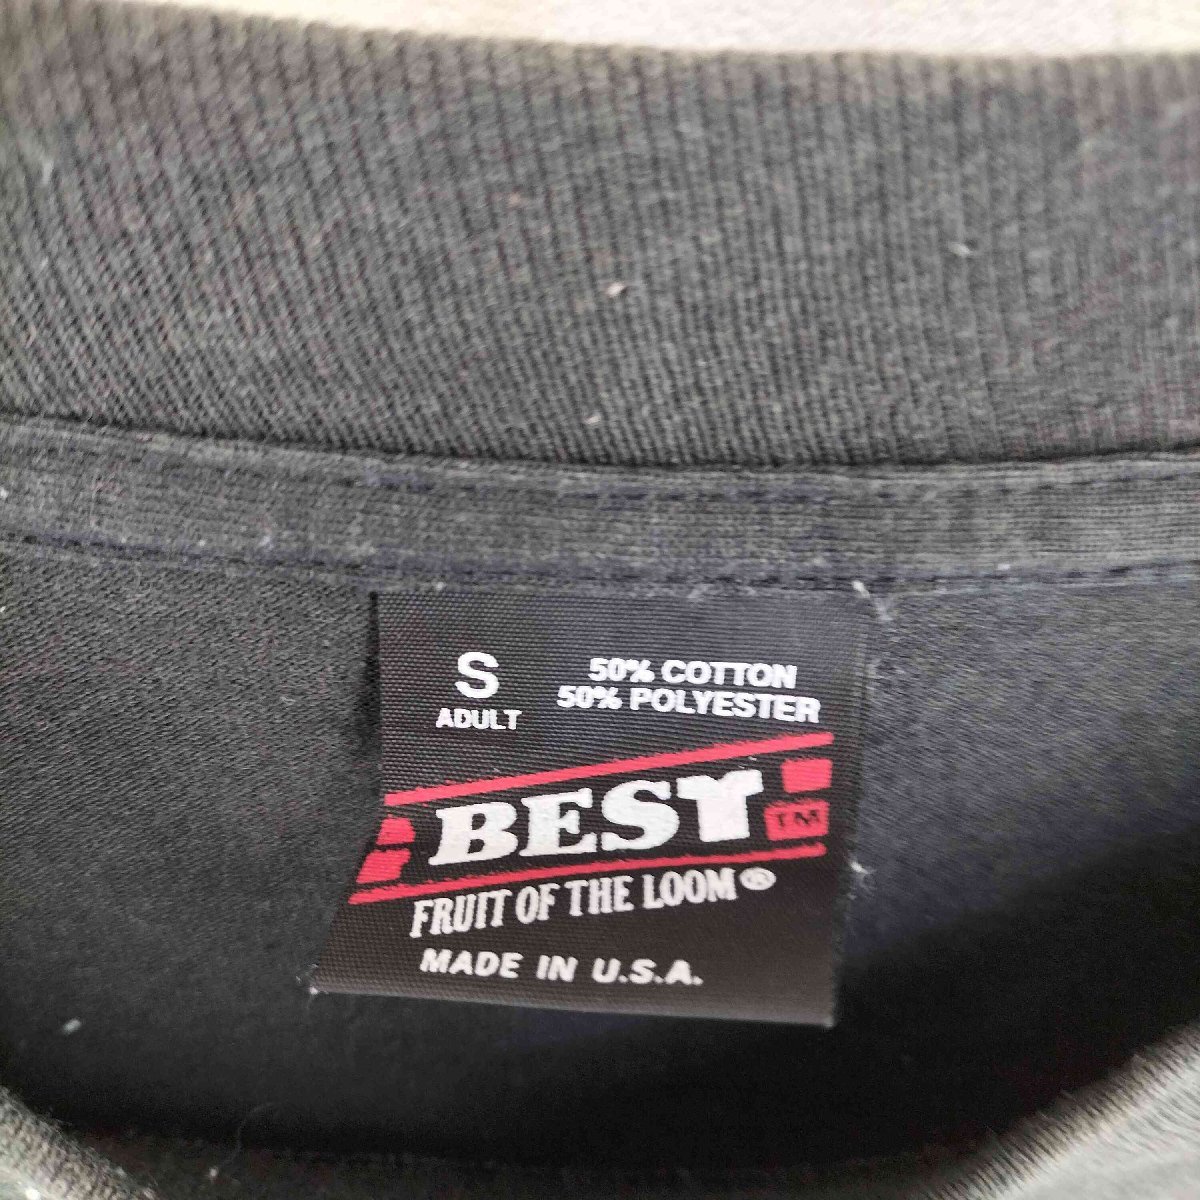 S
ADULT
50% COTTON
50% POLYESTER
BEST
TM
FRUIT OF THE LOOM®
MADE IN U.S.A.